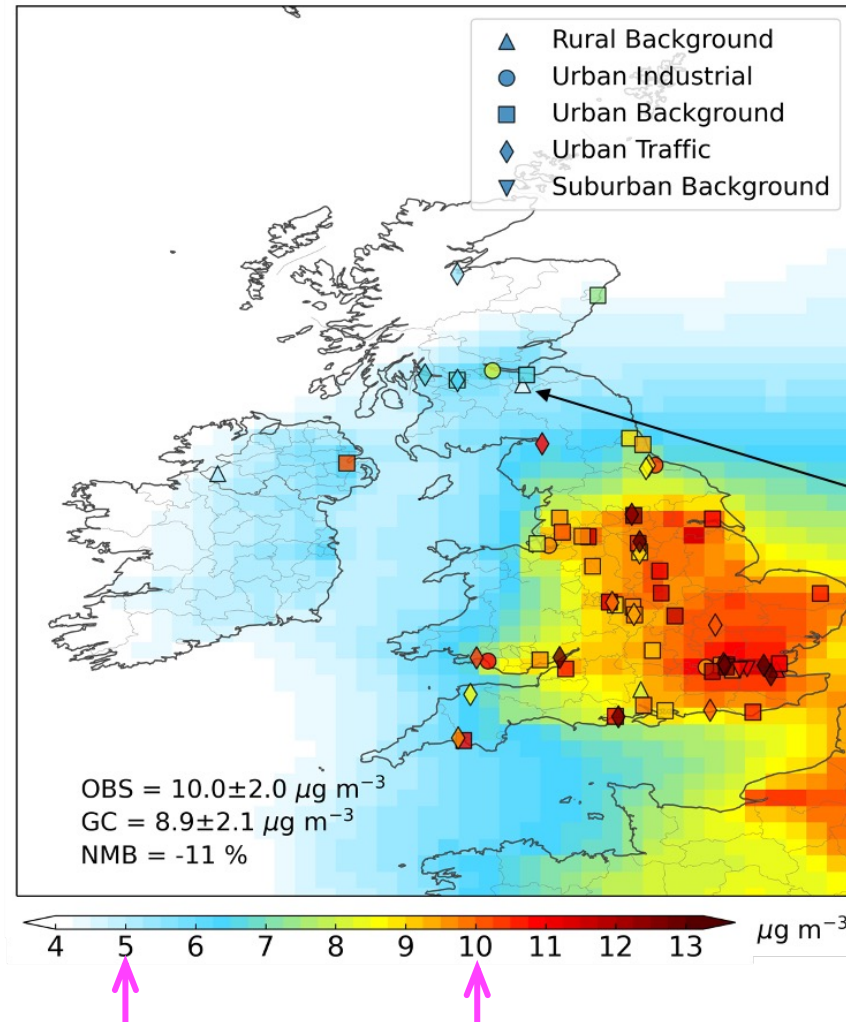 Rural Background
Urban Industrial
Urban Background
Urban Traffic
Suburban Background
OBS = 10.0±2.0 μg m⁻³
GC = 8.9±2.1 μg m⁻³
NMB = -11 %
4 5 6 7 8 9 10 11 12 13 μg m⁻³